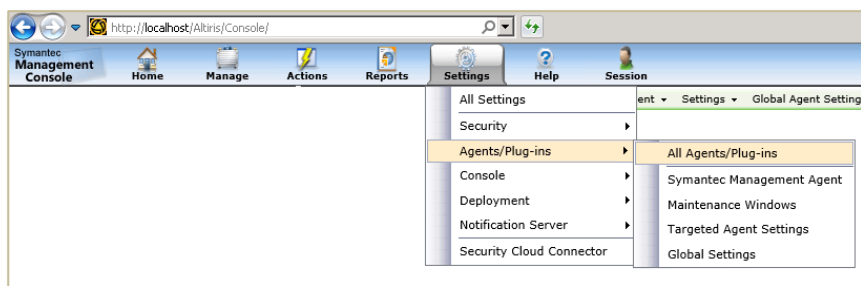 http://localhost/Altiris/Console/
Symantec
Management
Console
Home
Manage
Actions
Reports
Settings
Help
Session
All Settings
Security
Agents/Plug-ins
Console
Deployment
Notification Server
Security Cloud Connector
ent Settings Global Agent Setting
All Agents/Plug-ins
Symantec Management Agent
Maintenance Windows
Targeted Agent Settings
Global Settings